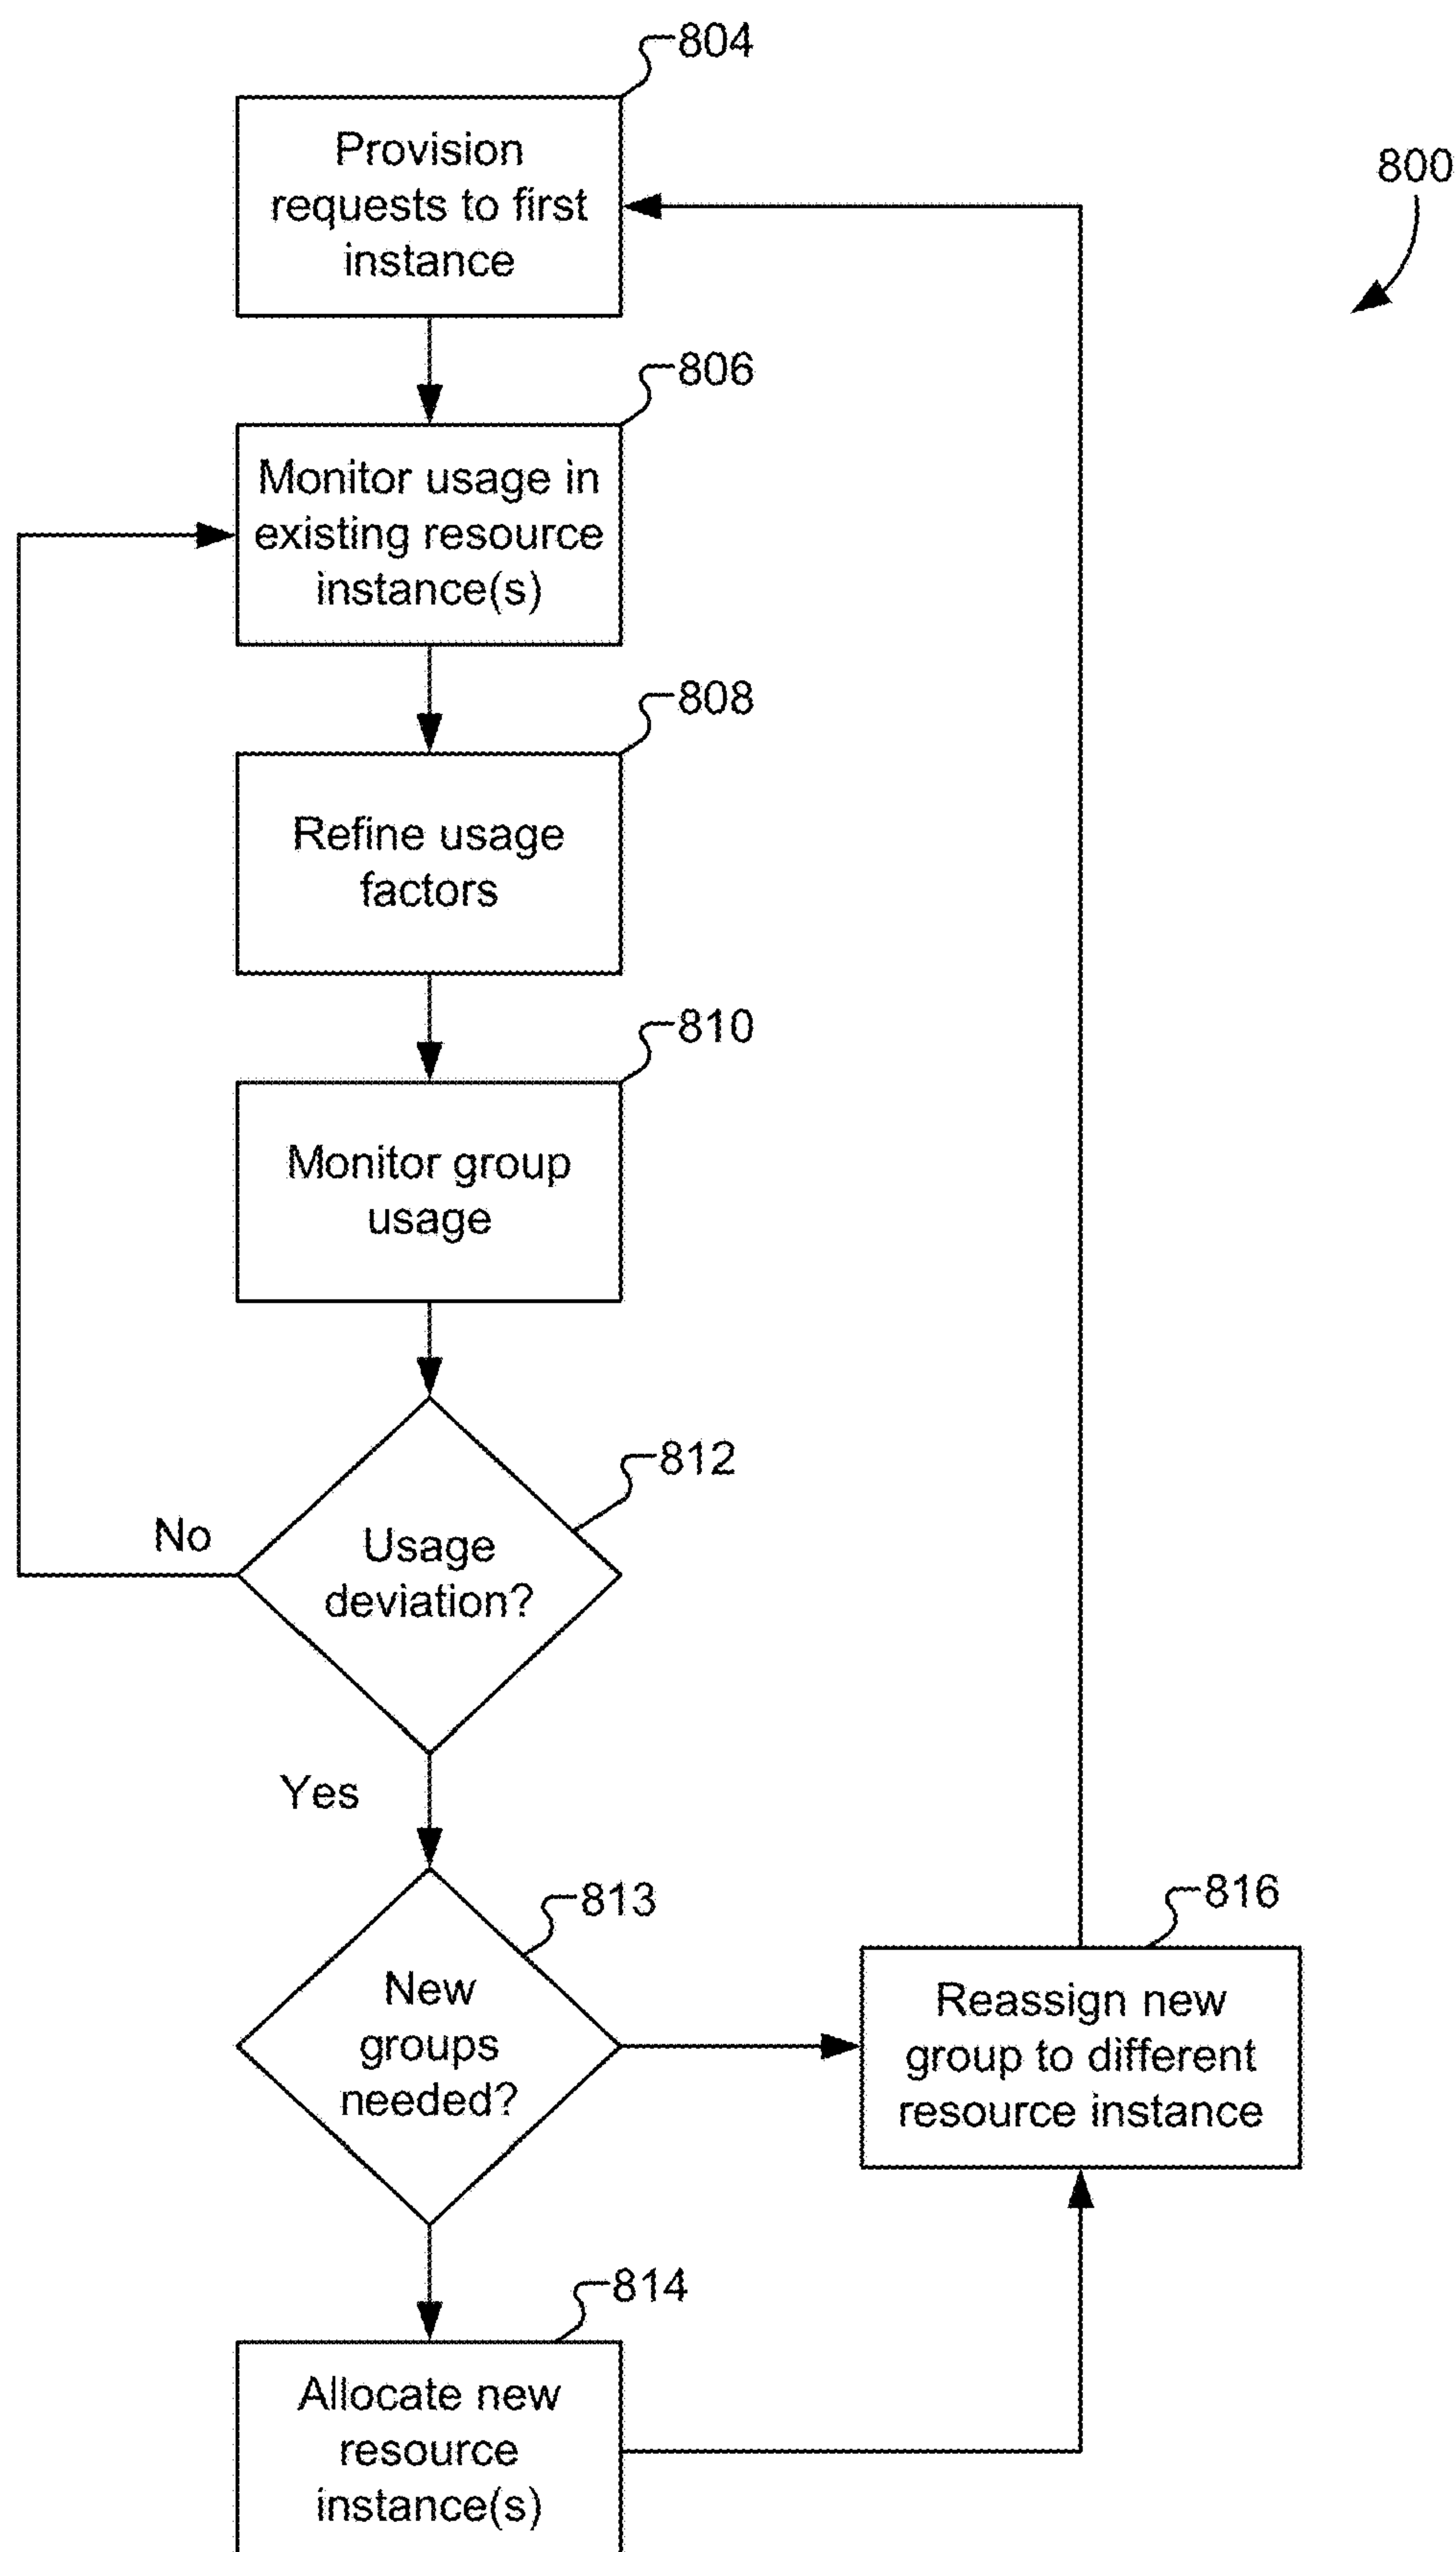 804
Provision
requests to first
instance
800
806
Monitor usage in
existing resource
instance(s)
808
Refine usage
factors
810
Monitor group
usage
812
Usage
deviation?
No
Yes
813
New
groups
needed?
816
Reassign new
group to different
resource instance
814
Allocate new
resource
instance(s)